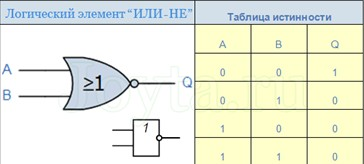 Логический элемент “ИЛИ-НЕ”
Таблица истинности
A
B
≥1
Q
1
A B Q
0 0 1
0 1 0
1 0 0
1 1 0